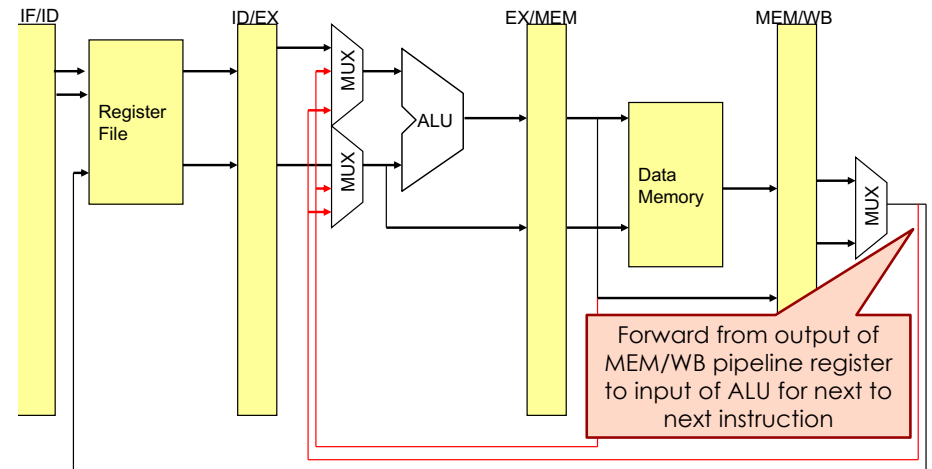 IF/ID
ID/EX
EX/MEM
MEM/WB
Register
File
MUX
MUX
ALU
Data
Memory
MUX
Forward from output of
MEM/WB pipeline register
to input of ALU for next to
next instruction